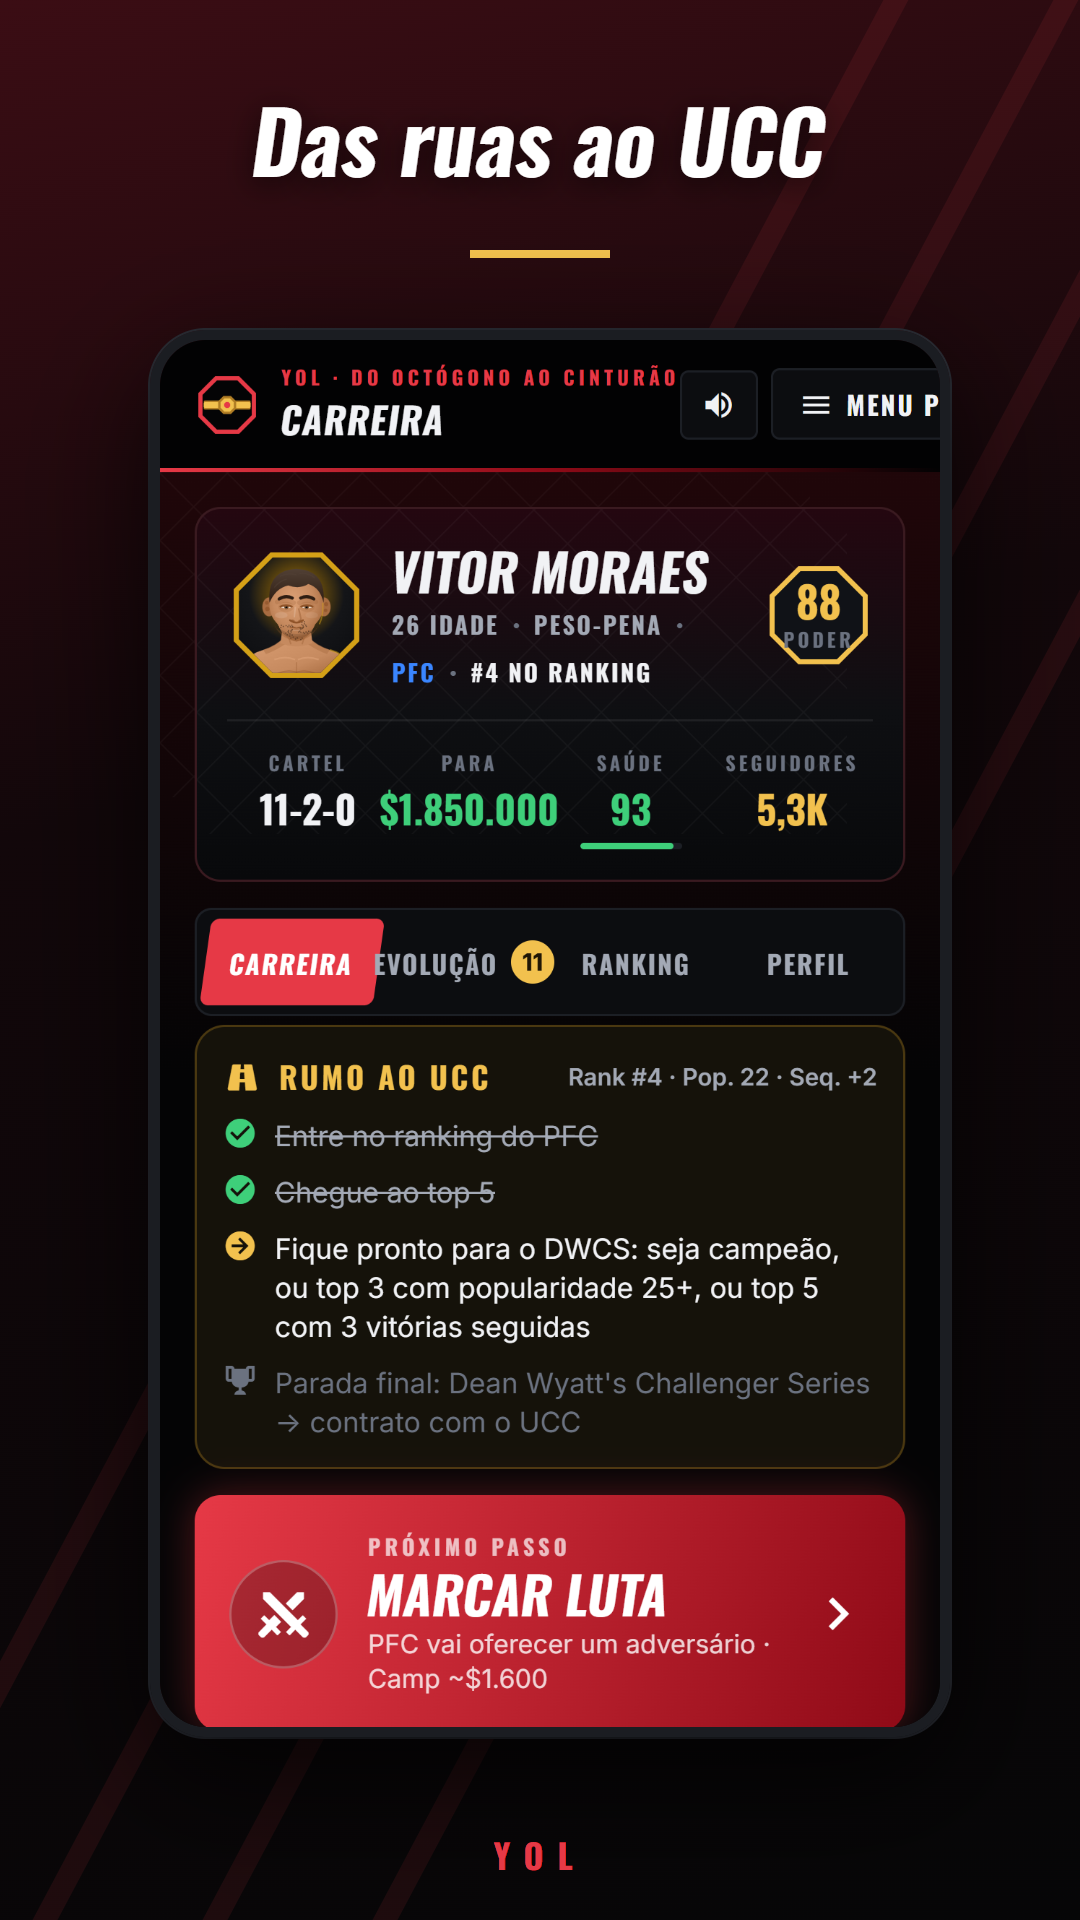 Das ruas ao UCC
YOL · DO OCTÓGONO AO CINTURÃO
CARREIRA
MENU P
VITOR MORAES
26 IDADE · PESO-PENA ·
PFC · #4 NO RANKING
88
PODER
CARTEL PARA SAÚDE SEGUIDORES
11-2-0 $1.850.000 93 5,3K
CARREIRA EVOLUÇÃO 11 RANKING PERFIL
RUMO AO UCC Rank #4 · Pop. 22 · Seq. +2
Entre no ranking do PFC
Chegue ao top 5
Fique pronto para o DWCS: seja campeão,
ou top 3 com popularidade 25+, ou top 5
com 3 vitórias seguidas
Parada final: Dean Wyatt's Challenger Series
→ contrato com o UCC
PRÓXIMO PASSO
MARCAR LUTA
PFC vai oferecer um adversário ·
Camp ~$1.600
YOL